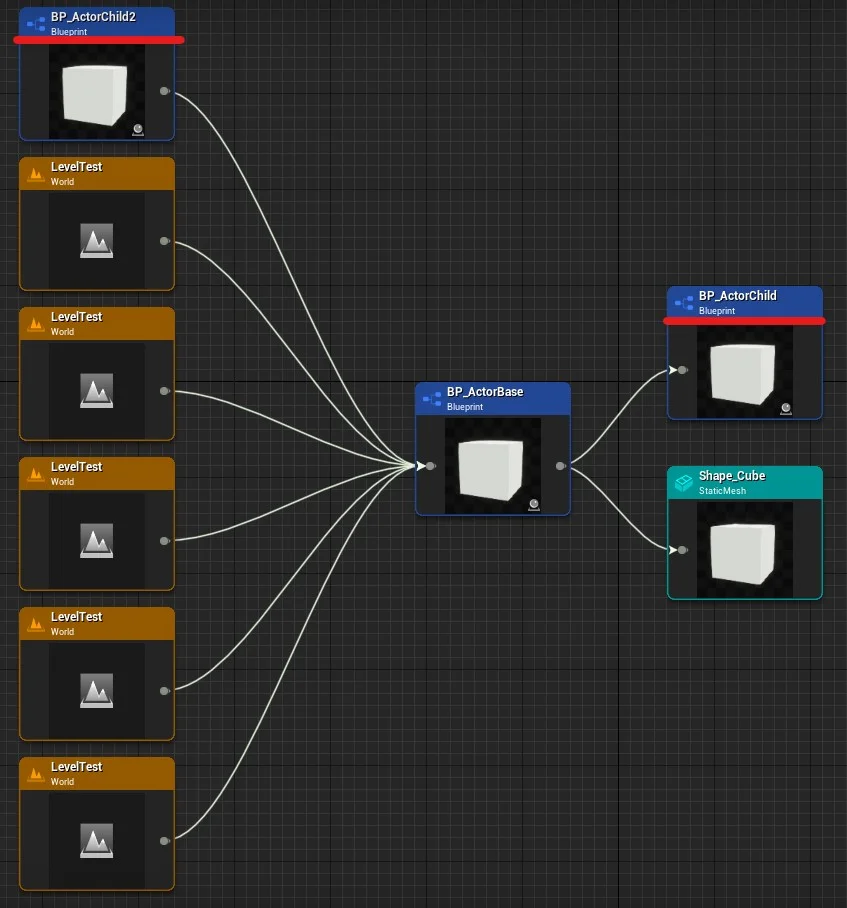 BP_ActorChild2
Blueprint
LevelTest
World
LevelTest
World
LevelTest
World
LevelTest
World
LevelTest
World
BP_ActorBase
Blueprint
BP_ActorChild
Blueprint
Shape_Cube
StaticMesh